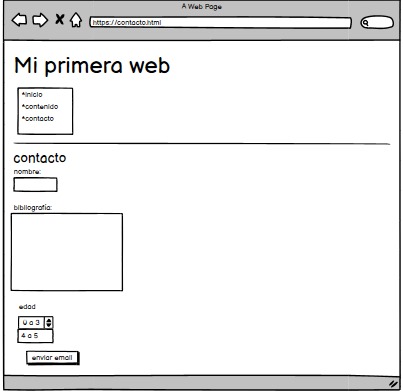 A Web Page
https://contacto.html
Mi primera web
*inicio
*contenido
*contacto
contacto
nombre:
bibliografía:
edad
0 a 3
4 a 5
enviar email